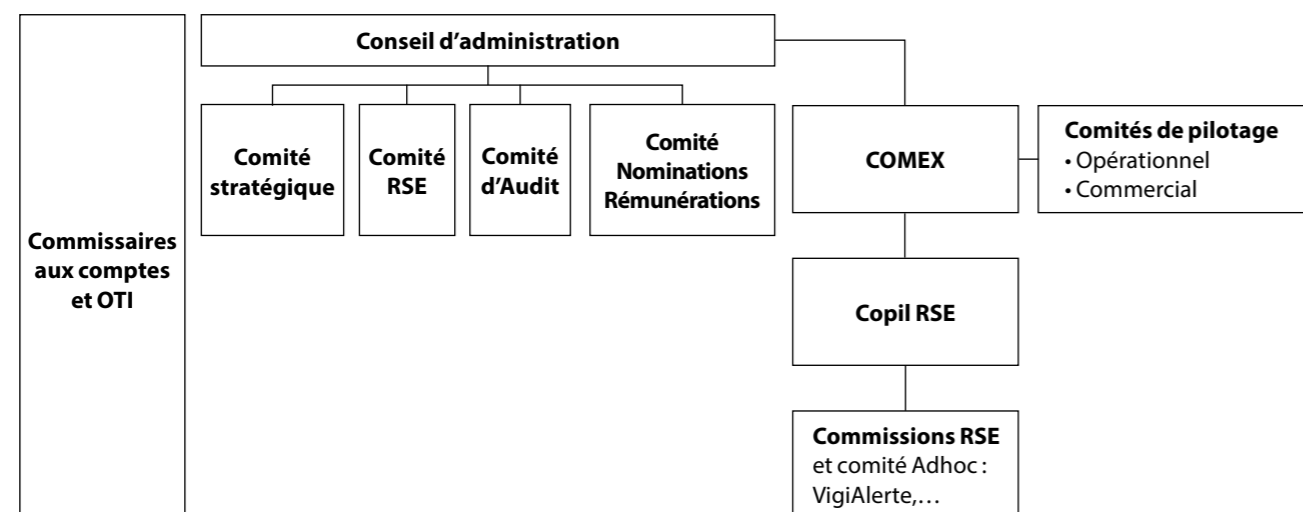 Commissaires
aux comptes
et OTI
Conseil d'administration
Comité
stratégique
Comité
RSE
Comité
d'Audit
Comité
Nominations
Rémunérations
COMEX
Comités de pilotage
• Opérationnel
• Commercial
Copil RSE
Commissions RSE
et comité Adhoc :
VigiAlerte,…